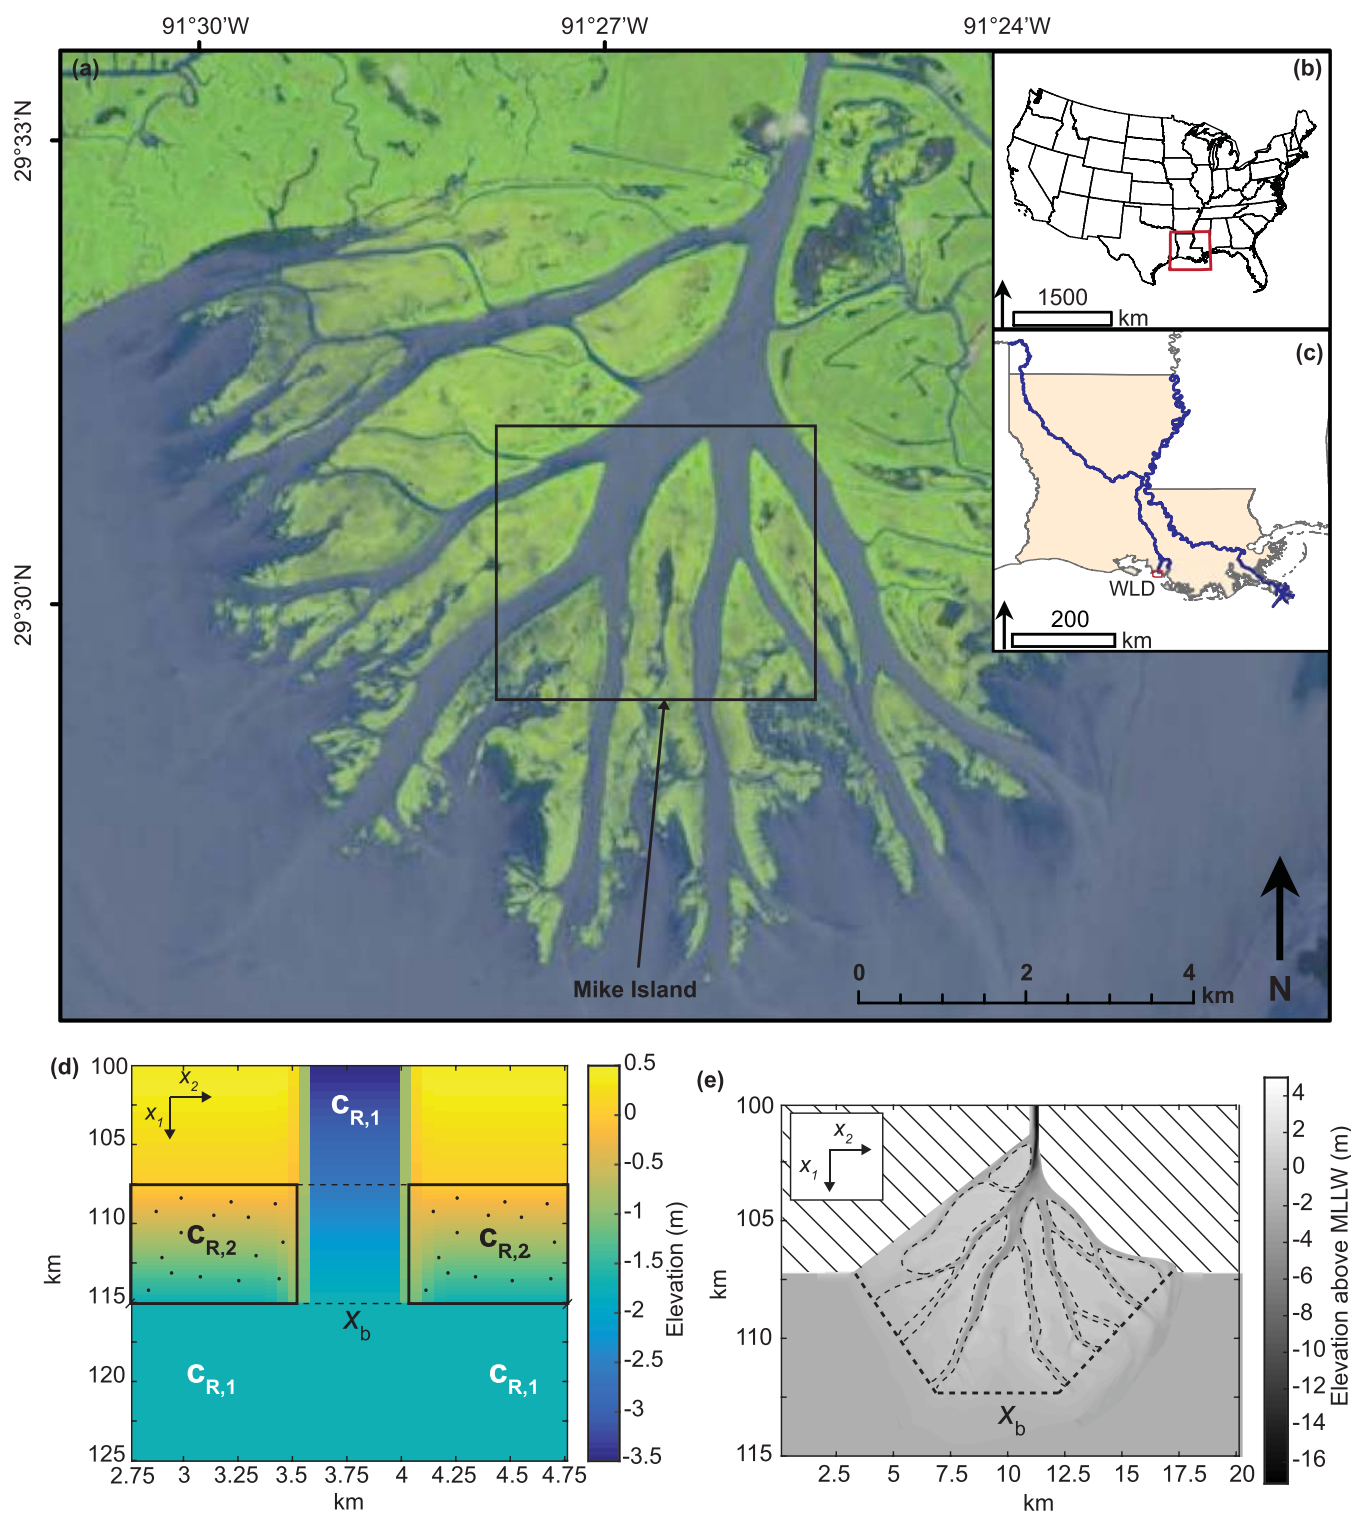 91°30′W 91°27′W 91°24′W
(a)
(b)
29°33′N
1500
km
(c)
29°30′N
WLD
200
km
Mike Island
0 2 4
km
N
(d)
100
105
110
115
120
125
km
x2
x1
CR,1
CR,2
CR,2
xb
CR,1
CR,1
2.75 3 3.25 3.5 3.75 4 4.25 4.5 4.75
km
0.5
0
-0.5
-1
-1.5
-2
-2.5
-3
-3.5
Elevation (m)
(e)
100
105
110
115
km
x2
x1
xb
2.5 5 7.5 10 12.5 15 17.5 20
km
4
2
0
-2
-4
-6
-8
-10
-12
-14
-16
Elevation above MLLW (m)